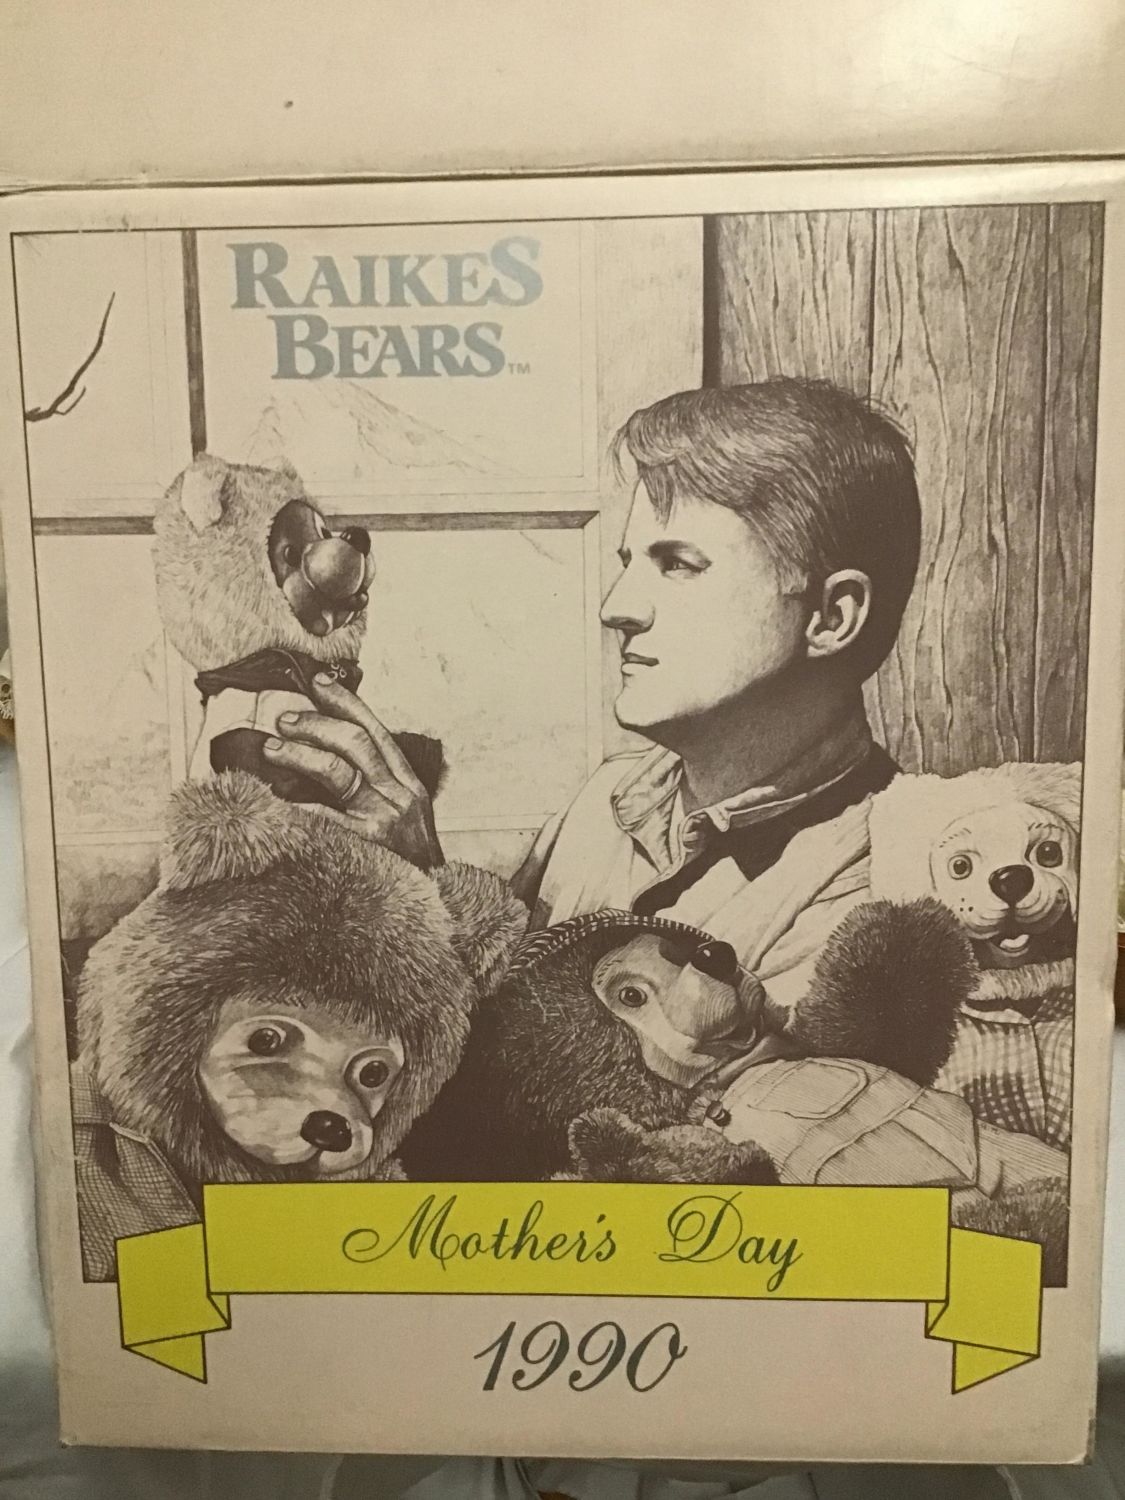 RAIKES
BEARS™
Mother's Day
1990